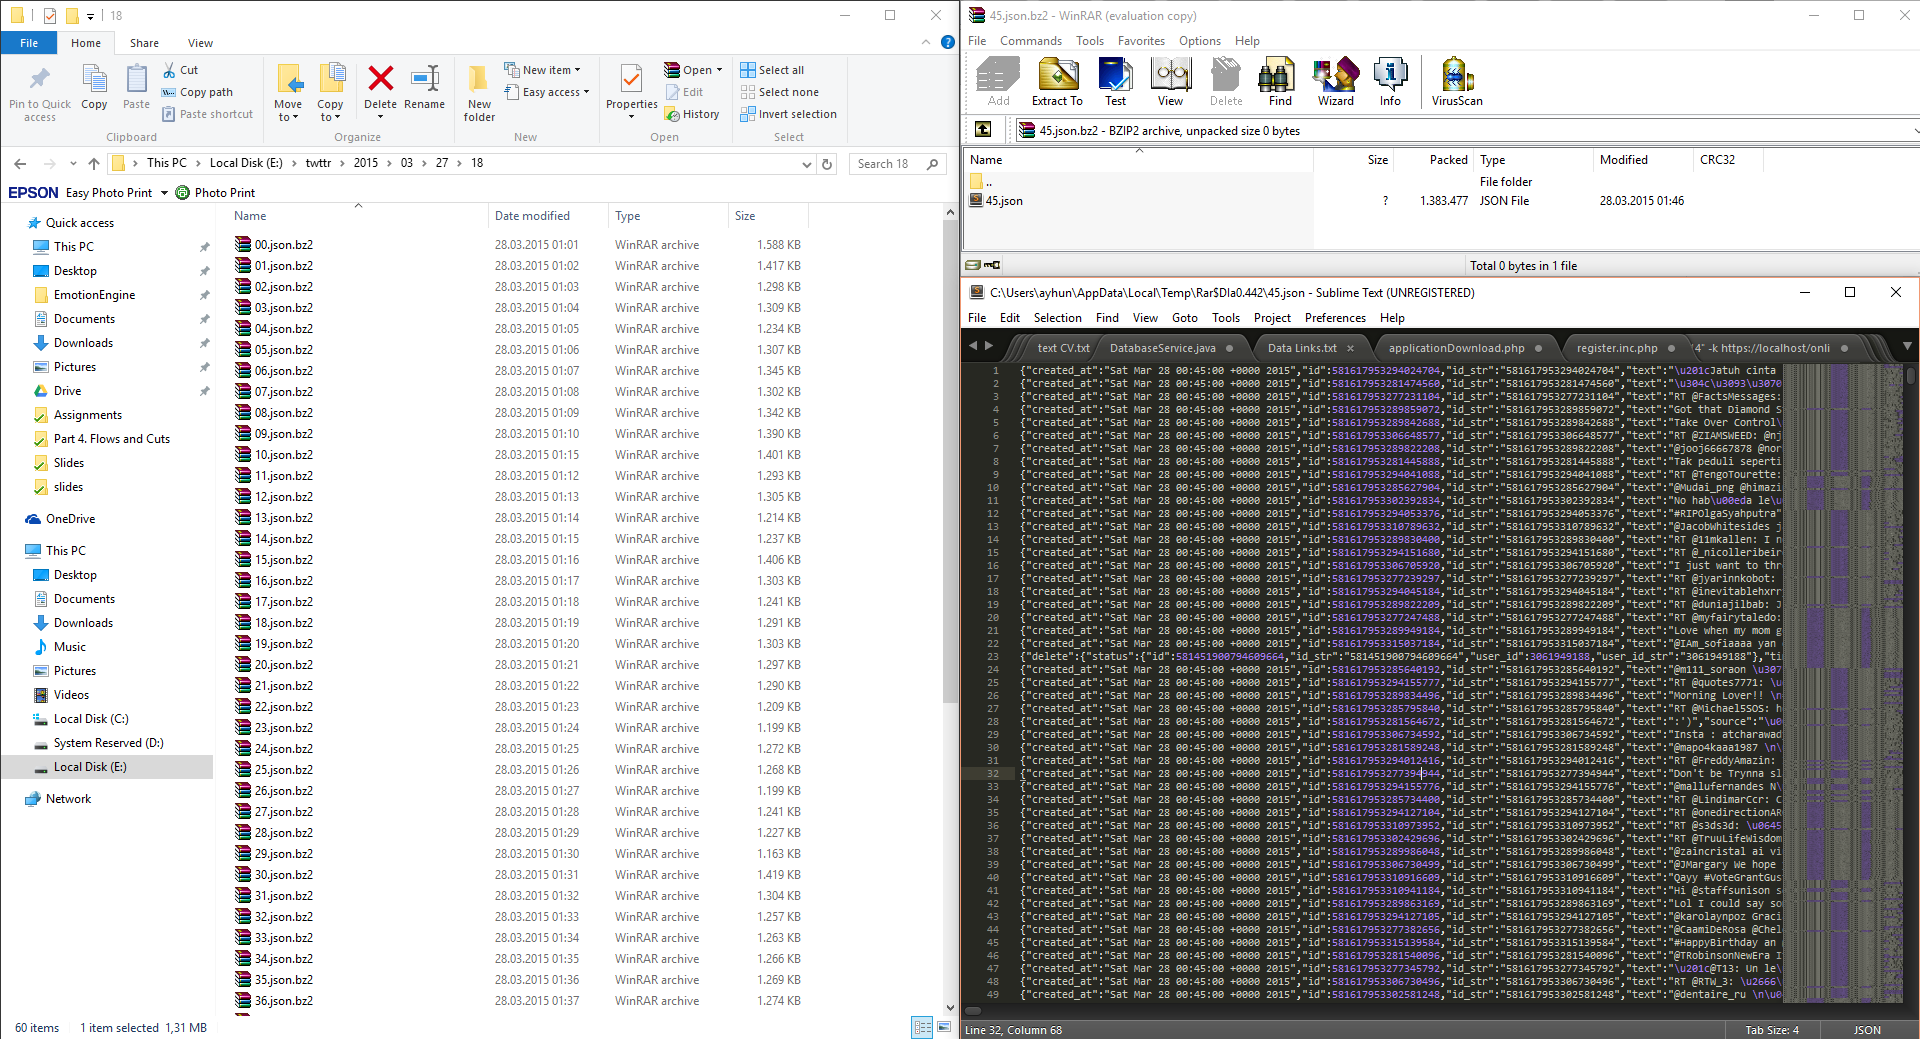 18
File Home Share View
Pin to Quick access
Copy
Paste
Cut
Copy path
Paste shortcut
Clipboard
Move to
Copy to
Delete
Rename
Organize
New folder
New item
Easy access
New
Properties
Open
Edit
History
Open
Select all
Select none
Invert selection
Select
This PC Local Disk (E:) twttr 2015 03 27 18
Search 18
EPSON Easy Photo Print Photo Print
Quick access
This PC
Desktop
EmotionEngine
Documents
Downloads
Pictures
Drive
Assignments
Part 4. Flows and Cuts
Slides
slides
OneDrive
This PC
Desktop
Documents
Downloads
Music
Pictures
Videos
Local Disk (C:)
System Reserved (D:)
Local Disk (E:)
Network
Name Date modified Type Size
00.json.bz2 28.03.2015 01:01 WinRAR archive 1.588 KB
01.json.bz2 28.03.2015 01:02 WinRAR archive 1.417 KB
02.json.bz2 28.03.2015 01:03 WinRAR archive 1.298 KB
03.json.bz2 28.03.2015 01:04 WinRAR archive 1.309 KB
04.json.bz2 28.03.2015 01:05 WinRAR archive 1.234 KB
05.json.bz2 28.03.2015 01:06 WinRAR archive 1.307 KB
06.json.bz2 28.03.2015 01:07 WinRAR archive 1.345 KB
07.json.bz2 28.03.2015 01:08 WinRAR archive 1.302 KB
08.json.bz2 28.03.2015 01:09 WinRAR archive 1.342 KB
09.json.bz2 28.03.2015 01:10 WinRAR archive 1.390 KB
10.json.bz2 28.03.2015 01:15 WinRAR archive 1.401 KB
11.json.bz2 28.03.2015 01:12 WinRAR archive 1.293 KB
12.json.bz2 28.03.2015 01:13 WinRAR archive 1.305 KB
13.json.bz2 28.03.2015 01:14 WinRAR archive 1.214 KB
14.json.bz2 28.03.2015 01:15 WinRAR archive 1.237 KB
15.json.bz2 28.03.2015 01:16 WinRAR archive 1.406 KB
16.json.bz2 28.03.2015 01:17 WinRAR archive 1.303 KB
17.json.bz2 28.03.2015 01:18 WinRAR archive 1.241 KB
18.json.bz2 28.03.2015 01:19 WinRAR archive 1.291 KB
19.json.bz2 28.03.2015 01:20 WinRAR archive 1.303 KB
20.json.bz2 28.03.2015 01:21 WinRAR archive 1.297 KB
21.json.bz2 28.03.2015 01:22 WinRAR archive 1.290 KB
22.json.bz2 28.03.2015 01:23 WinRAR archive 1.209 KB
23.json.bz2 28.03.2015 01:24 WinRAR archive 1.199 KB
24.json.bz2 28.03.2015 01:25 WinRAR archive 1.272 KB
25.json.bz2 28.03.2015 01:26 WinRAR archive 1.268 KB
26.json.bz2 28.03.2015 01:27 WinRAR archive 1.199 KB
27.json.bz2 28.03.2015 01:28 WinRAR archive 1.241 KB
28.json.bz2 28.03.2015 01:29 WinRAR archive 1.227 KB
29.json.bz2 28.03.2015 01:30 WinRAR archive 1.163 KB
30.json.bz2 28.03.2015 01:31 WinRAR archive 1.419 KB
31.json.bz2 28.03.2015 01:32 WinRAR archive 1.304 KB
32.json.bz2 28.03.2015 01:33 WinRAR archive 1.257 KB
33.json.bz2 28.03.2015 01:34 WinRAR archive 1.263 KB
34.json.bz2 28.03.2015 01:35 WinRAR archive 1.266 KB
35.json.bz2 28.03.2015 01:36 WinRAR archive 1.269 KB
36.json.bz2 28.03.2015 01:37 WinRAR archive 1.274 KB
60 items 1 item selected 1,31 MB
45.json.bz2 - WinRAR (evaluation copy)
File Commands Tools Favorites Options Help
Add Extract To Test View Delete Find Wizard Info VirusScan
45.json.bz2 - BZIP2 archive, unpacked size 0 bytes
Name Size Packed Type Modified CRC32
.. File folder
45.json ? 1.383.477 JSON File 28.03.2015 01:46
Total 0 bytes in 1 file
C:\Users\ayhun\AppData\Local\Temp\Rar$DIa0.442\45.json - Sublime Text (UNREGISTERED)
File Edit Selection Find View Goto Tools Project Preferences Help
text CV.txt DatabaseService.java Data Links.txt applicationDownload.php register.inc.php '4" -k https://localhost/onli
1 {"created_at":"Sat Mar 28 00:45:00 +0000 2015","id":581617953294024704,"id_str":"581617953294024704","text":"\u201cJatuh cinta
2 {"created_at":"Sat Mar 28 00:45:00 +0000 2015","id":581617953281474560,"id_str":"581617953281474560","text":"\u304c\u3093\u3070
3 {"created_at":"Sat Mar 28 00:45:00 +0000 2015","id":581617953277231104,"id_str":"581617953277231104","text":"RT @FactsMessages:
4 {"created_at":"Sat Mar 28 00:45:00 +0000 2015","id":581617953289859072,"id_str":"581617953289859072","text":"Got that Diamond S
5 {"created_at":"Sat Mar 28 00:45:00 +0000 2015","id":581617953289842688,"id_str":"581617953289842688","text":"Take Over Control\
6 {"created_at":"Sat Mar 28 00:45:00 +0000 2015","id":581617953306648577,"id_str":"581617953306648577","text":"RT @ZIAMSWEED: @nj
7 {"created_at":"Sat Mar 28 00:45:00 +0000 2015","id":581617953289822208,"id_str":"581617953289822208","text":"@jooj66667878 @nor
8 {"created_at":"Sat Mar 28 00:45:00 +0000 2015","id":581617953281445888,"id_str":"581617953281445888","text":"Tak peduli seperti
9 {"created_at":"Sat Mar 28 00:45:00 +0000 2015","id":581617953294041088,"id_str":"581617953294041088","text":"RT @TengoTourette:
10 {"created_at":"Sat Mar 28 00:45:00 +0000 2015","id":581617953285627904,"id_str":"581617953285627904","text":"@Mudai_png @himazi
11 {"created_at":"Sat Mar 28 00:45:00 +0000 2015","id":581617953302392834,"id_str":"581617953302392834","text":"No hab\u00eda le\u
12 {"created_at":"Sat Mar 28 00:45:00 +0000 2015","id":581617953294053376,"id_str":"581617953294053376","text":"#RIPOlgaSyahputra"
13 {"created_at":"Sat Mar 28 00:45:00 +0000 2015","id":581617953310789632,"id_str":"581617953310789632","text":"@JacobWhitesides j
14 {"created_at":"Sat Mar 28 00:45:00 +0000 2015","id":581617953289830400,"id_str":"581617953289830400","text":"RT @11mkallen: I n
15 {"created_at":"Sat Mar 28 00:45:00 +0000 2015","id":581617953294151680,"id_str":"581617953294151680","text":"RT @_nicolleribeir
16 {"created_at":"Sat Mar 28 00:45:00 +0000 2015","id":581617953306705920,"id_str":"581617953306705920","text":"I just want to thr
17 {"created_at":"Sat Mar 28 00:45:00 +0000 2015","id":581617953277239297,"id_str":"581617953277239297","text":"RT @jyarinnkobot:
18 {"created_at":"Sat Mar 28 00:45:00 +0000 2015","id":581617953294045184,"id_str":"581617953294045184","text":"RT @inevitablehxrr
19 {"created_at":"Sat Mar 28 00:45:00 +0000 2015","id":581617953289822209,"id_str":"581617953289822209","text":"RT @duniajilbab: J
20 {"created_at":"Sat Mar 28 00:45:00 +0000 2015","id":581617953277247488,"id_str":"581617953277247488","text":"RT @myfairytaledo:
21 {"created_at":"Sat Mar 28 00:45:00 +0000 2015","id":581617953289949184,"id_str":"581617953289949184","text":"Love when my mom g
22 {"created_at":"Sat Mar 28 00:45:00 +0000 2015","id":581617953315037184,"id_str":"581617953315037184","text":"@IAm_sofiaaaa yan
23 {"delete":{"status":{"id":581451900794609664,"id_str":"581451900794609664","user_id":3061949188,"user_id_str":"3061949188"},"ti
24 {"created_at":"Sat Mar 28 00:45:00 +0000 2015","id":581617953285640192,"id_str":"581617953285640192","text":"@m111_soraon \u307
25 {"created_at":"Sat Mar 28 00:45:00 +0000 2015","id":581617953294155777,"id_str":"581617953294155777","text":"RT @quotes7771: \u
26 {"created_at":"Sat Mar 28 00:45:00 +0000 2015","id":581617953289834496,"id_str":"581617953289834496","text":"Morning Lover!! \n
27 {"created_at":"Sat Mar 28 00:45:00 +0000 2015","id":581617953285795840,"id_str":"581617953285795840","text":"RT @Michael5SOS: h
28 {"created_at":"Sat Mar 28 00:45:00 +0000 2015","id":581617953281564672,"id_str":"581617953281564672","text":":')","source":"\u0
29 {"created_at":"Sat Mar 28 00:45:00 +0000 2015","id":581617953306734592,"id_str":"581617953306734592","text":"Insta : atcharawad
30 {"created_at":"Sat Mar 28 00:45:00 +0000 2015","id":581617953281589248,"id_str":"581617953281589248","text":"@mapo4kaaa1987 \n\
31 {"created_at":"Sat Mar 28 00:45:00 +0000 2015","id":581617953294012416,"id_str":"581617953294012416","text":"RT @FreddyAmazin:
32 {"created_at":"Sat Mar 28 00:45:00 +0000 2015","id":581617953277394944,"id_str":"581617953277394944","text":"Don't be Trynna sl
33 {"created_at":"Sat Mar 28 00:45:00 +0000 2015","id":581617953294155776,"id_str":"581617953294155776","text":"@mallufernandes N\
34 {"created_at":"Sat Mar 28 00:45:00 +0000 2015","id":581617953285734400,"id_str":"581617953285734400","text":"RT @LindimarCcr: C
35 {"created_at":"Sat Mar 28 00:45:00 +0000 2015","id":581617953294127104,"id_str":"581617953294127104","text":"RT @onedirectionAR
36 {"created_at":"Sat Mar 28 00:45:00 +0000 2015","id":581617953310973952,"id_str":"581617953310973952","text":"RT @s3ds3d: \u0645
37 {"created_at":"Sat Mar 28 00:45:00 +0000 2015","id":581617953302429696,"id_str":"581617953302429696","text":"RT @TruuLifeWisdom
38 {"created_at":"Sat Mar 28 00:45:00 +0000 2015","id":581617953289986048,"id_str":"581617953289986048","text":"@zaincristal ai vi
39 {"created_at":"Sat Mar 28 00:45:00 +0000 2015","id":581617953306730499,"id_str":"581617953306730499","text":"@JMargary We hope
40 {"created_at":"Sat Mar 28 00:45:00 +0000 2015","id":581617953310916609,"id_str":"581617953310916609","text":"Qayy #VoteGrantGus
41 {"created_at":"Sat Mar 28 00:45:00 +0000 2015","id":581617953310941184,"id_str":"581617953310941184","text":"Hi @staffsunison s
42 {"created_at":"Sat Mar 28 00:45:00 +0000 2015","id":581617953289863169,"id_str":"581617953289863169","text":"Lol I could say so
43 {"created_at":"Sat Mar 28 00:45:00 +0000 2015","id":581617953294127105,"id_str":"581617953294127105","text":"@karolaynpoz Graci
44 {"created_at":"Sat Mar 28 00:45:00 +0000 2015","id":581617953277382656,"id_str":"581617953277382656","text":"@CaamiDeRosa @Chel
45 {"created_at":"Sat Mar 28 00:45:00 +0000 2015","id":581617953315139584,"id_str":"581617953315139584","text":"#HappyBirthday an
46 {"created_at":"Sat Mar 28 00:45:00 +0000 2015","id":581617953281540096,"id_str":"581617953281540096","text":"@TRobinsonNewEra I
47 {"created_at":"Sat Mar 28 00:45:00 +0000 2015","id":581617953277345792,"id_str":"581617953277345792","text":"\u201c@T13: Un le\
48 {"created_at":"Sat Mar 28 00:45:00 +0000 2015","id":581617953306730496,"id_str":"581617953306730496","text":"RT @RTW_3: \u2666\
49 {"created_at":"Sat Mar 28 00:45:00 +0000 2015","id":581617953302581248,"id_str":"581617953302581248","text":"@dentaire_ru \n\u0
Line 32, Column 68 Tab Size: 4 JSON